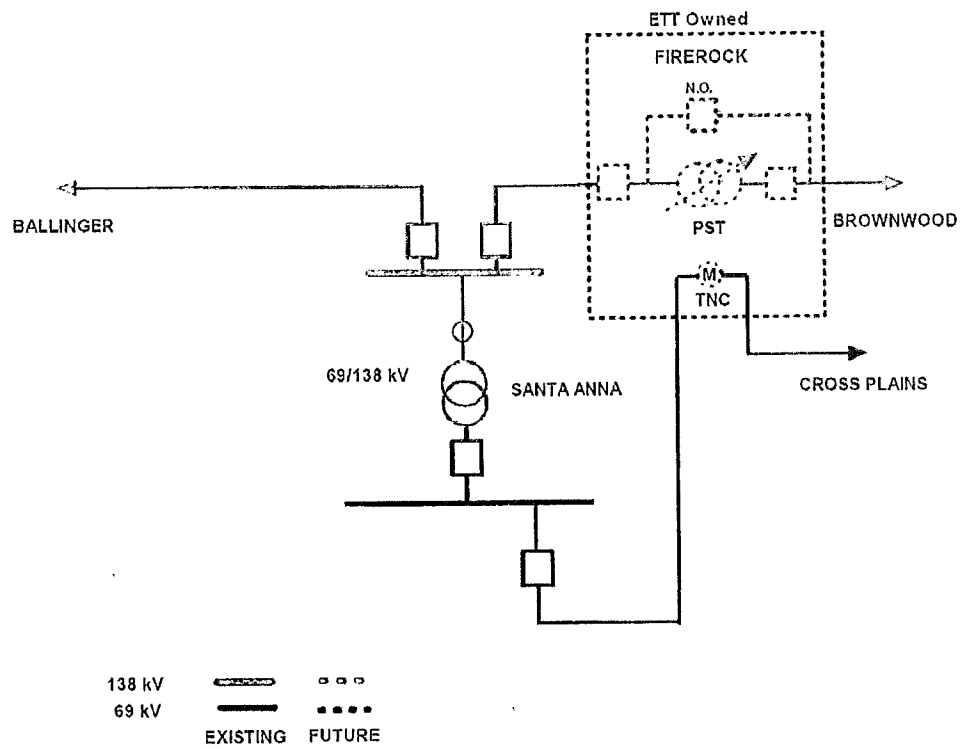 ETT Owned
FIREROCK
N.O.
BALLINGER
PST
BROWNWOOD
M
TNC
69/138 kV
SANTA ANNA
CROSS PLAINS
138 kV
69 kV
EXISTING FUTURE